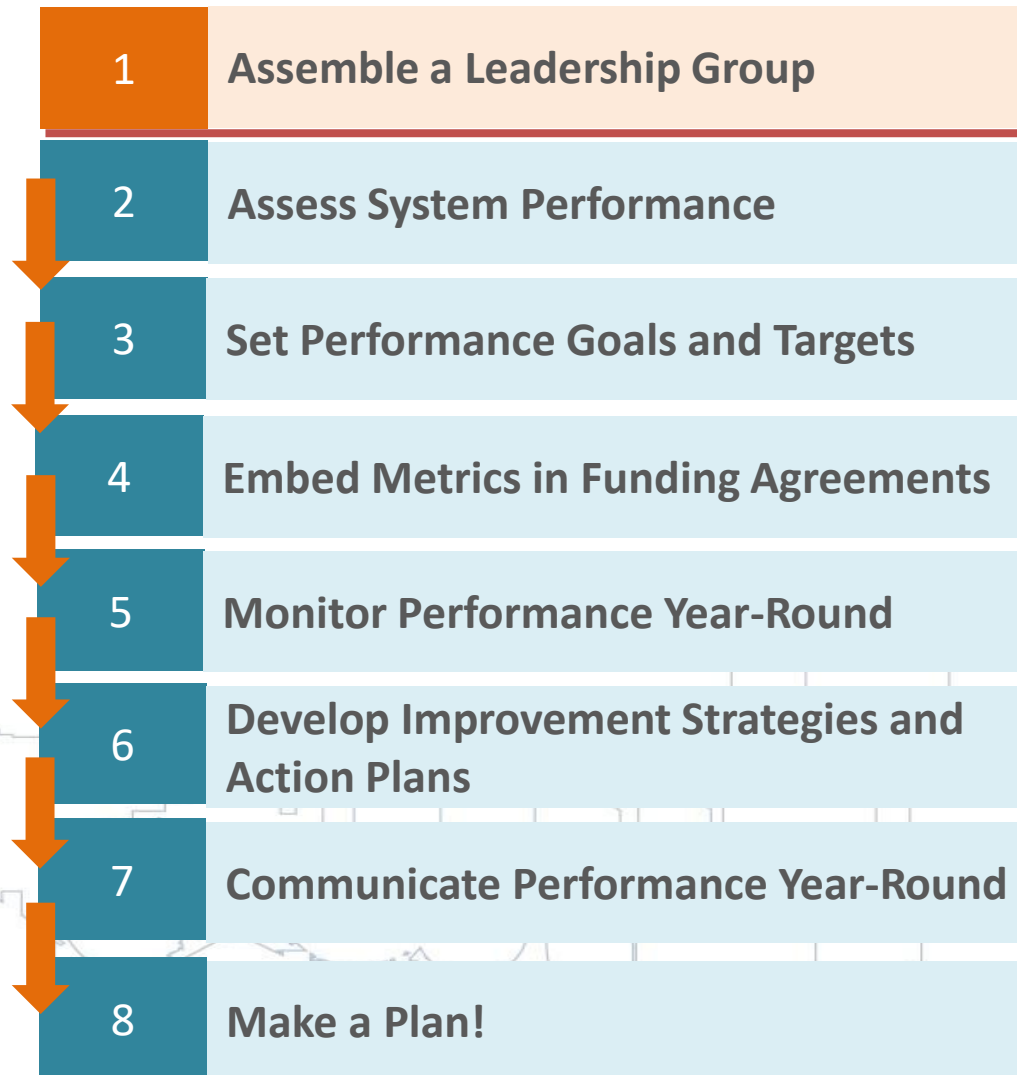 1
Assemble a Leadership Group
2
Assess System Performance
3
Set Performance Goals and Targets
4
Embed Metrics in Funding Agreements
5
Monitor Performance Year-Round
6
Develop Improvement Strategies and
Action Plans
7
Communicate Performance Year-Round
8
Make a Plan!